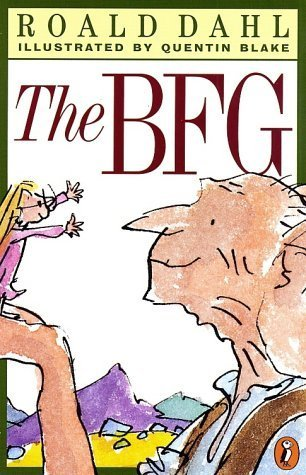 ROALD DAHL
ILLUSTRATED BY QUENTIN BLAKE
The BFG